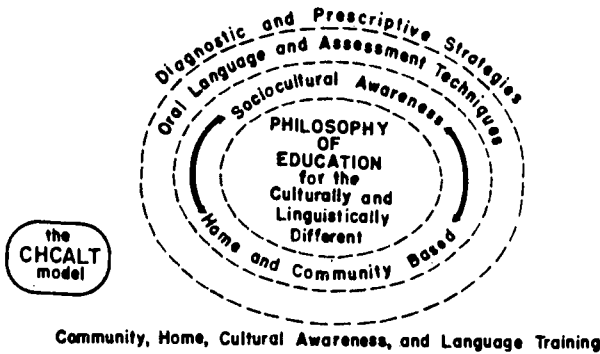 Diagnostic and Prescriptive Strategies
Oral Language and Assessment Techniques
Sociocultural Awareness
PHILOSOPHY
OF
EDUCATION
for the
Culturally and
Linguistically
Different
Home and Community Based
the
CHCALT
model
Community, Home, Cultural Awareness, and Language Training